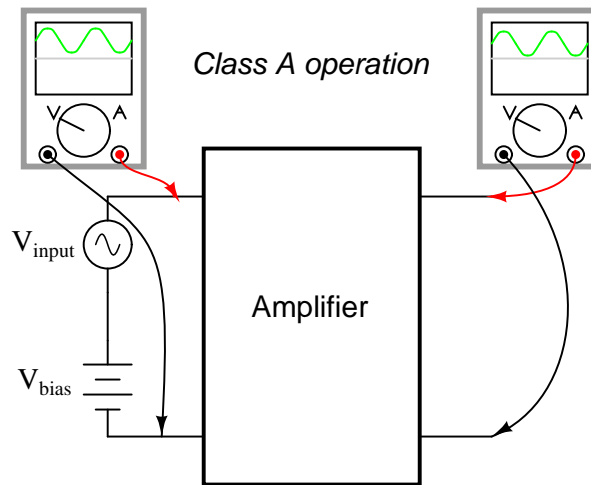 Class A operation
V A
V A
V_input
Amplifier
V_bias